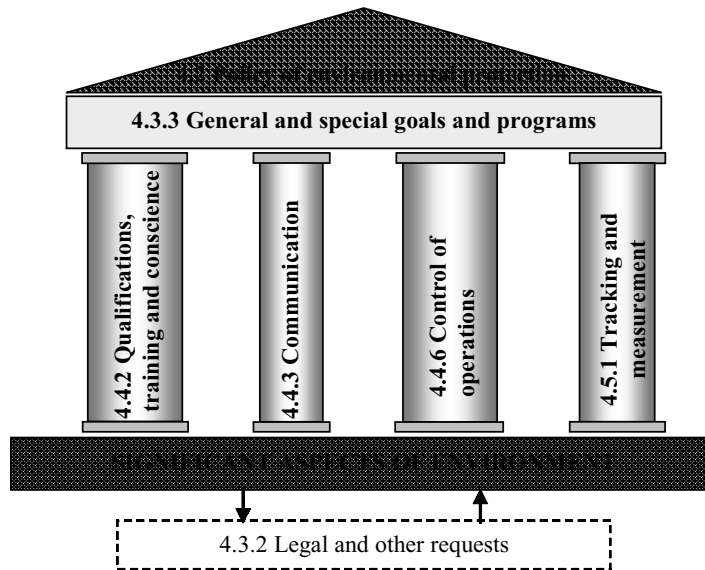 4.2 Policy of environmental protection
4.3.3 General and special goals and programs
4.4.2 Qualifications,
training and conscience
4.4.3 Communication
4.4.6 Control of
operations
4.5.1 Tracking and
measurement
SIGNIFICANT ASPECTS OF ENVIRONMENT
4.3.2 Legal and other requests